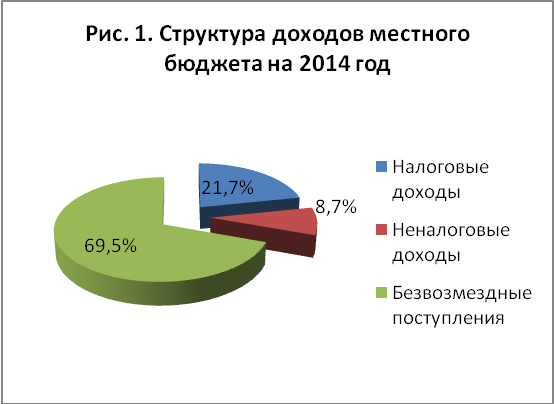 Рис. 1. Структура доходов местного
бюджета на 2014 год
21,7%
8,7%
69,5%
Налоговые
доходы
Неналоговые
доходы
Безвозмездные
поступления